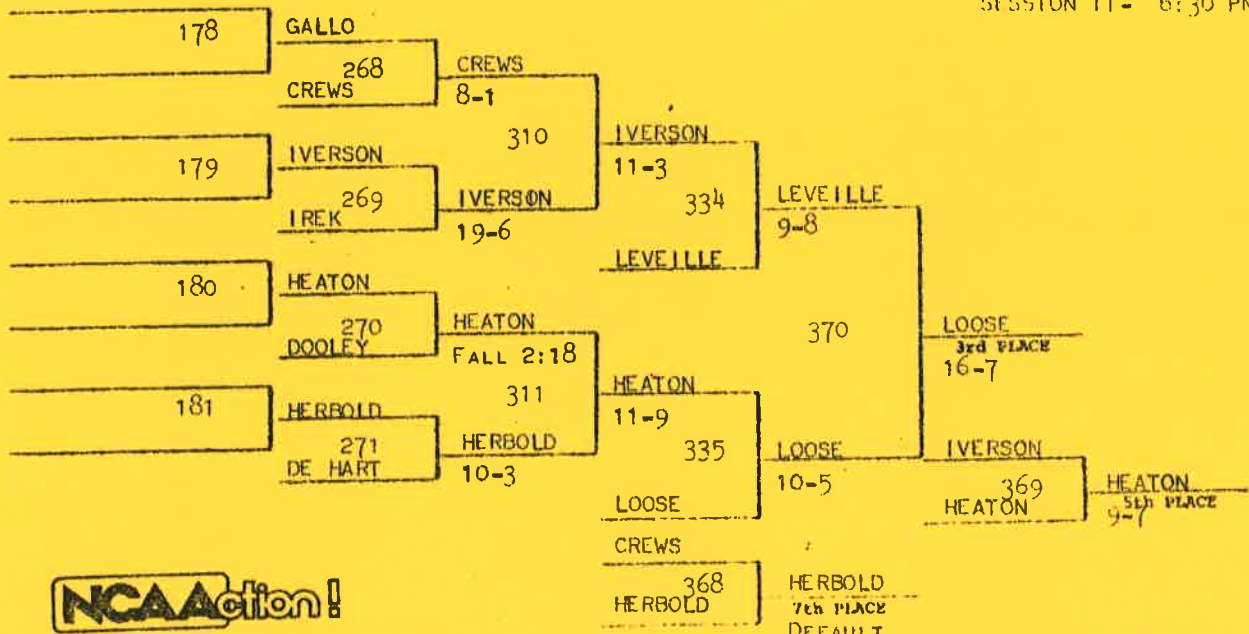 SESSION II- 6:30 PM
178
GALLO
268
CREWS
CREWS
8-1
310
IVERSON
11-3
179
IVERSON
269
IREK
IVERSON
19-6
334
LEVEILLE
LEVEILLE
9-8
180
HEATON
270
DOOLEY
HEATON
FALL 2:18
370
LOOSE
3rd PLACE
16-7
311
HEATON
11-9
181
HERBOLD
271
DE HART
HERBOLD
10-3
335
LOOSE
LOOSE
10-5
IVERSON
369
HEATON
HEATON
5th PLACE
9-7
CREWS
368
HERBOLD
HERBOLD
7th PLACE
DEFAULT
NCAAction!